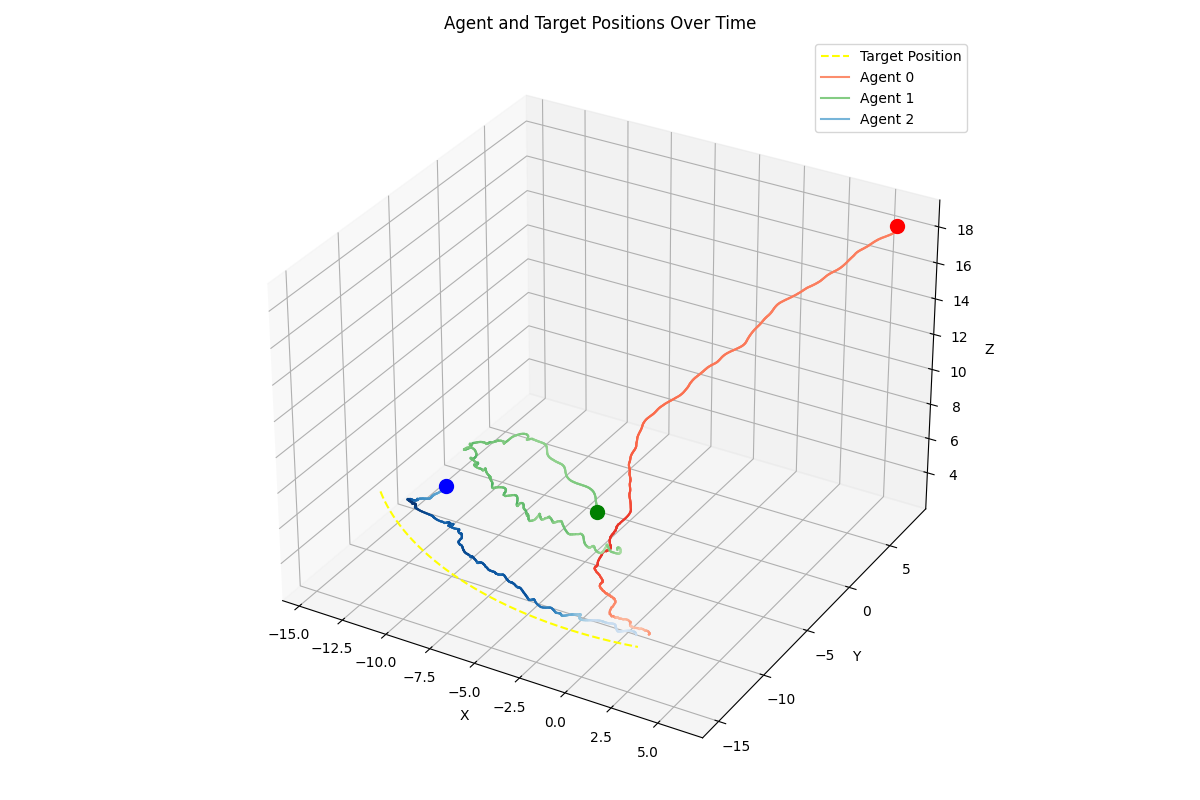 Agent and Target Positions Over Time
Target Position
Agent 0
Agent 1
Agent 2
18
16
14
12
10
8
6
4
Z
5
0
−5
−10
−15
Y
−15.0
−12.5
−10.0
−7.5
−5.0
−2.5
0.0
2.5
5.0
X